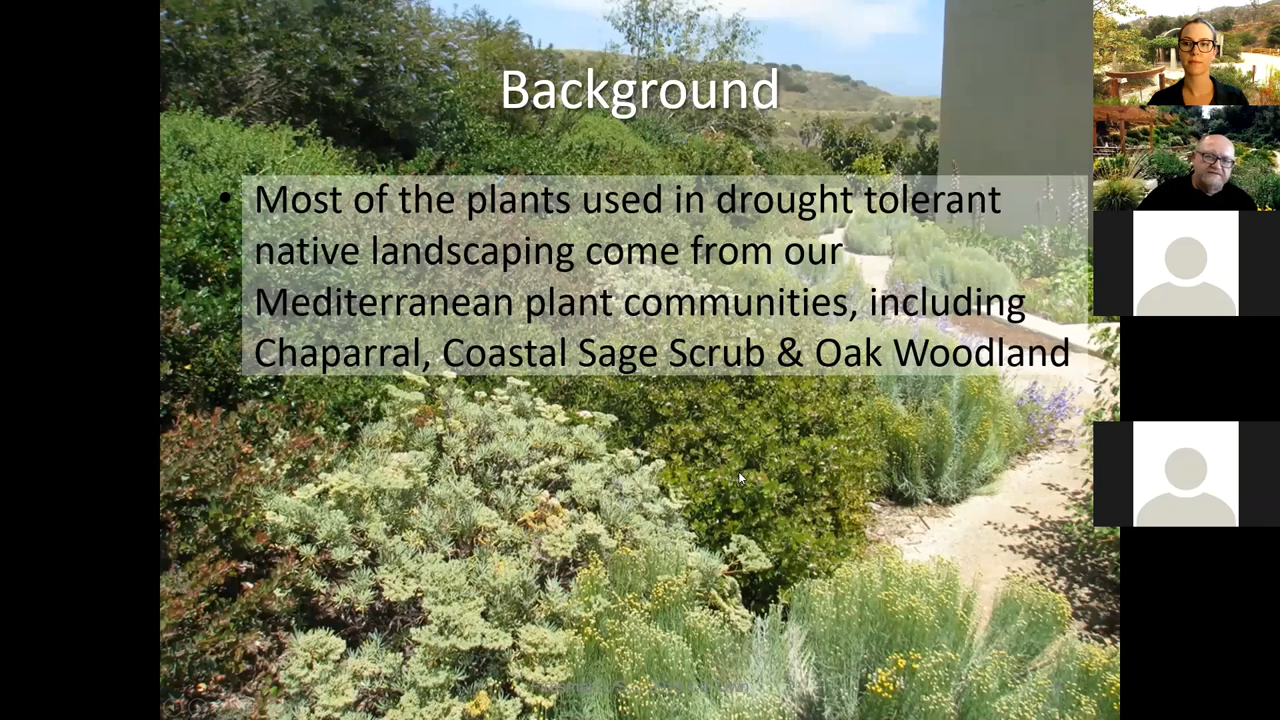 Background
• Most of the plants used in drought tolerant
native landscaping come from our
Mediterranean plant communities, including
Chaparral, Coastal Sage Scrub & Oak Woodland